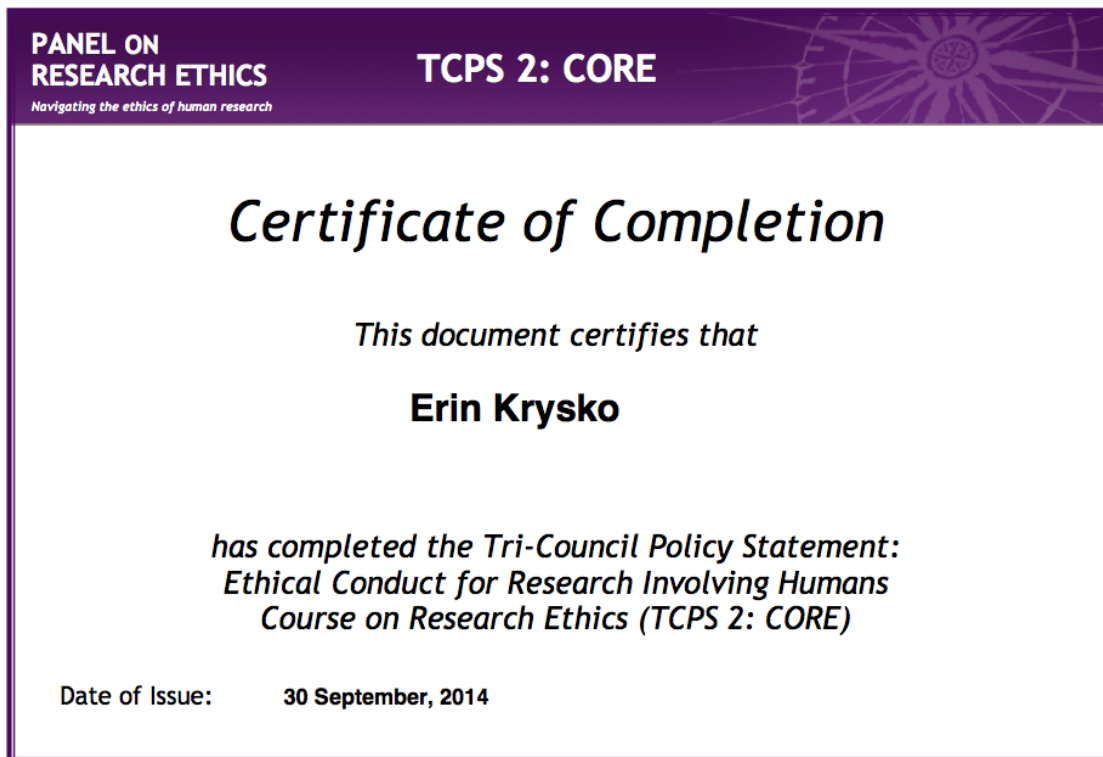 PANEL ON
RESEARCH ETHICS
Navigating the ethics of human research
TCPS 2: CORE
Certificate of Completion
This document certifies that
Erin Krysko
has completed the Tri-Council Policy Statement:
Ethical Conduct for Research Involving Humans
Course on Research Ethics (TCPS 2: CORE)
Date of Issue: 30 September, 2014